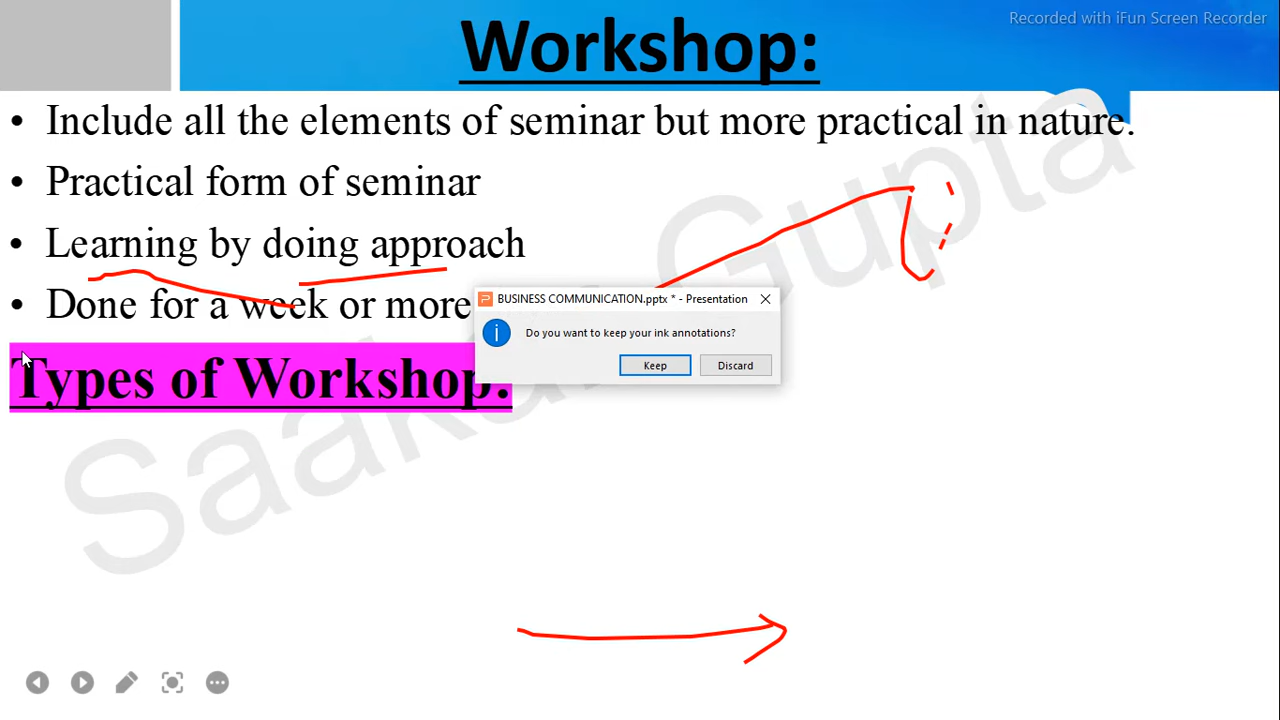 Recorded with iFun Screen Recorder
Workshop:
• Include all the elements of seminar but more practical in nature.
• Practical form of seminar
• Learning by doing approach
• Done for a week or more
BUSINESS COMMUNICATION.pptx * - Presentation
Do you want to keep your ink annotations?
Keep Discard
Types of Workshop:
Saakar Gupta